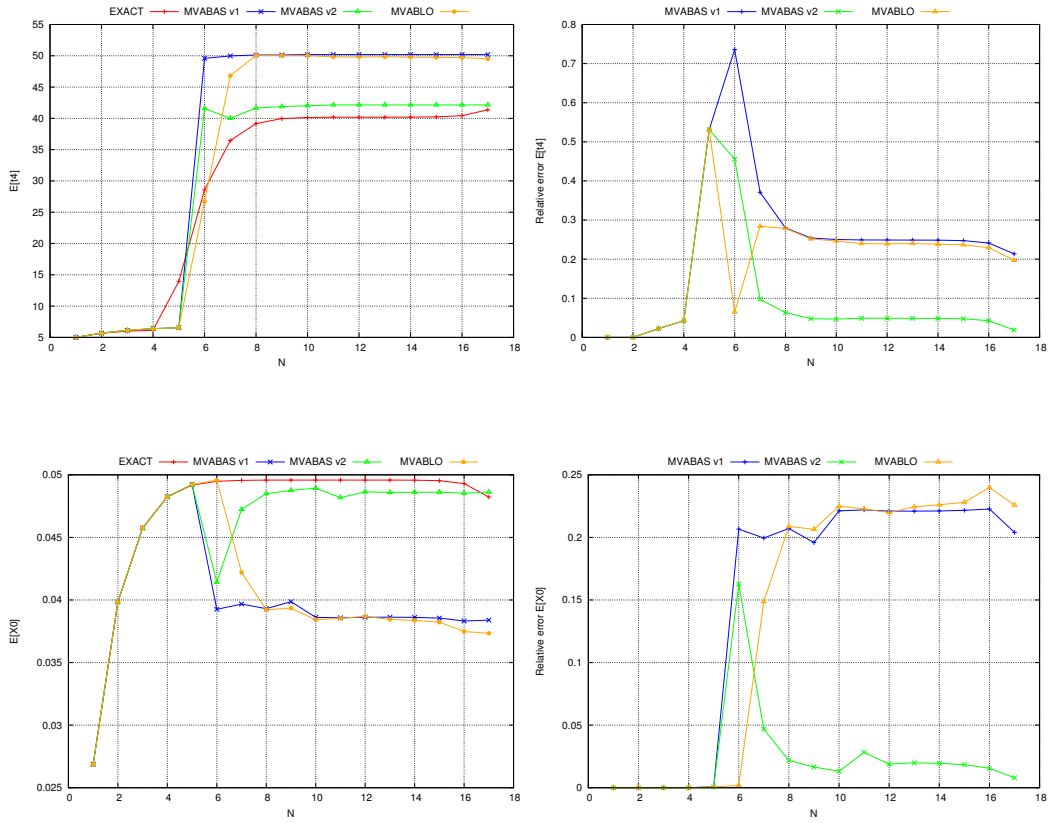 EXACT MVABAS v1 MVABAS v2 MVABLO
50
45
40
35
30
25
20
15
10
5
0 2 4 6 8 10 12 14 16 18
N
E[t4]
MVABAS v1 MVABAS v2 MVABLO
0.8
0.7
0.6
0.5
0.4
0.3
0.2
0.1
0
0 2 4 6 8 10 12 14 16 18
N
Relative error E[t4]
EXACT MVABAS v1 MVABAS v2 MVABLO
0.05
0.045
0.04
0.035
0.03
0.025
0 2 4 6 8 10 12 14 16 18
N
E[X0]
MVABAS v1 MVABAS v2 MVABLO
0.25
0.2
0.15
0.1
0.05
0
0 2 4 6 8 10 12 14 16 18
N
Relative error E[X0]